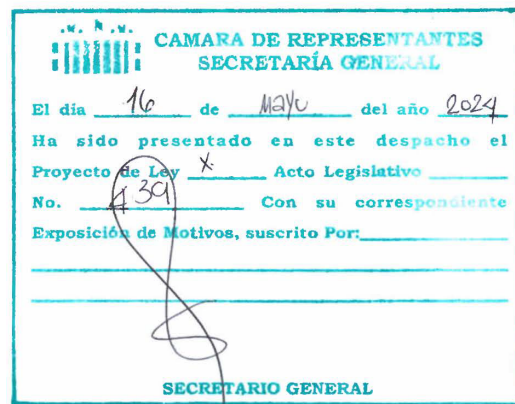 CAMARA DE REPRESENTANTES
SECRETARÍA GENERAL
El día 16 de Mayo del año 2024
Ha sido presentado en este despacho el
Proyecto de Ley X. Acto Legislativo
No. 439 Con su correspondiente
Exposición de Motivos, suscrito Por:
SECRETARIO GENERAL